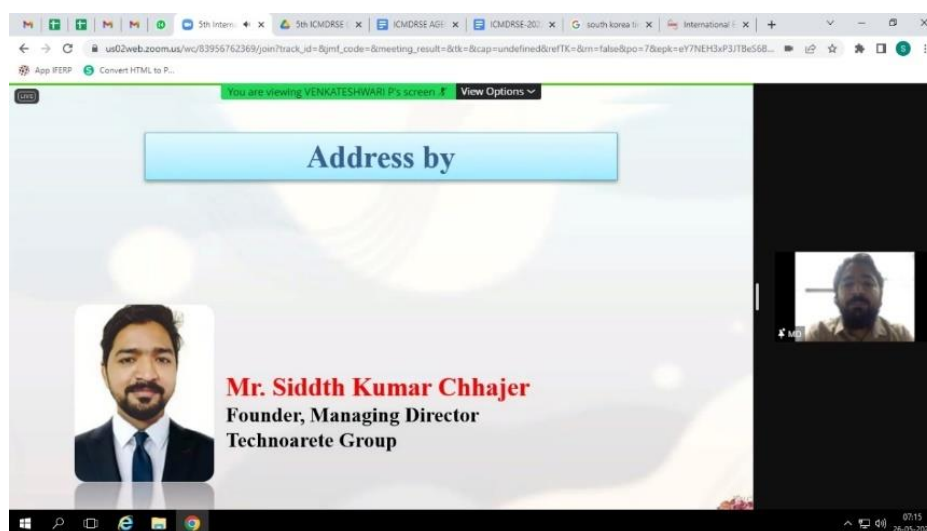 5th Interna
5th ICMDRSE
ICMDRSE AGE
ICMDRSE-202
south korea ti
International
us02web.zoom.us/wc/83956762369/join?track_id=&jmf_code=&meeting_result=&tk=&cap=undefined&refTK=&m=false&po=7&epk=
App IFERP
Convert HTML to P...
LIVE
You are viewing VENKATESHWARI P's screen
View Options
Address by
MD
Mr. Siddth Kumar Chhajer
Founder, Managing Director
Technoarete Group
07:15